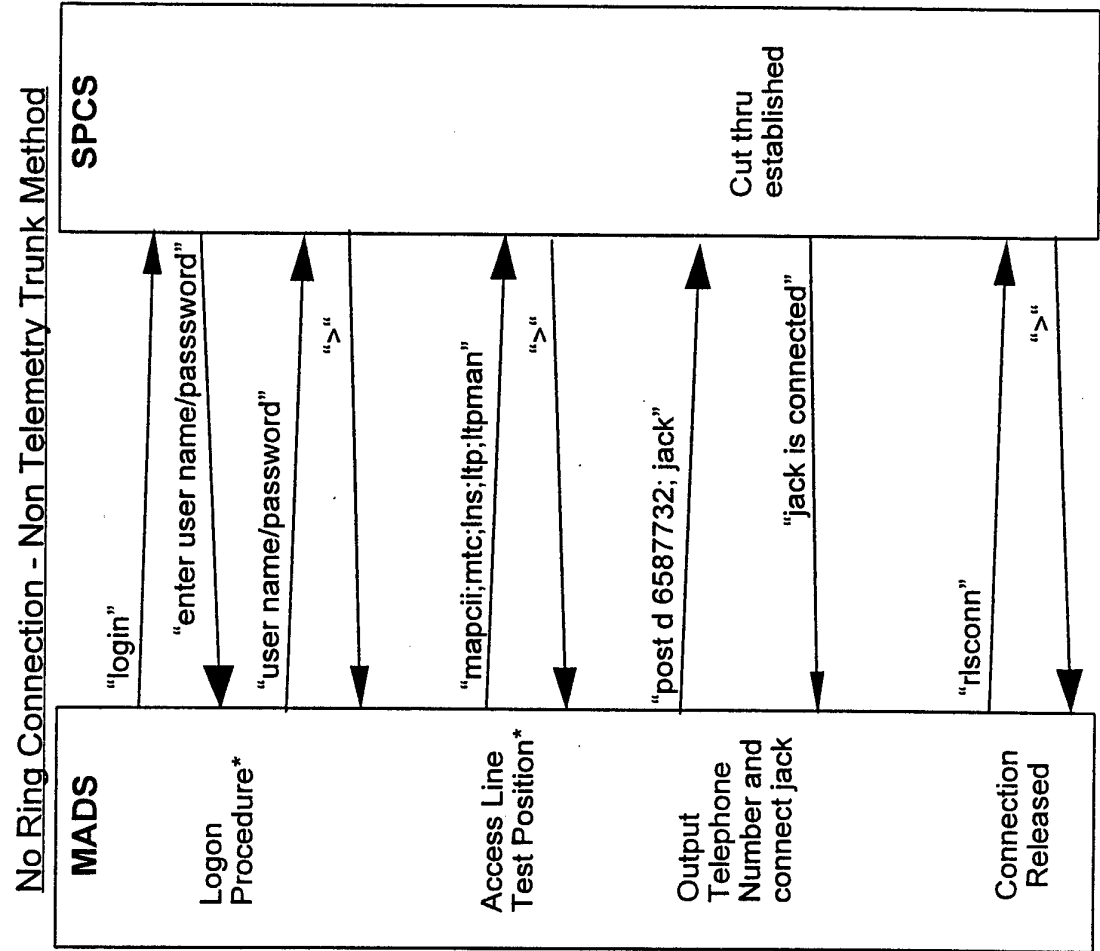 No Ring Connection - Non Telemetry Trunk Method
MADS
SPCS
Logon
Procedure*
“login”
“enter user name/passsword”
“user name/password”
“>“
Access Line
Test Position*
“mapcii;mtc;lns;ltp;ltpman”
“>“
Output
Telephone
Number and
connect jack
“post d 6587732; jack”
Cut thru
established
“jack is connected”
Connection
Released
“rlsconn”
“>“